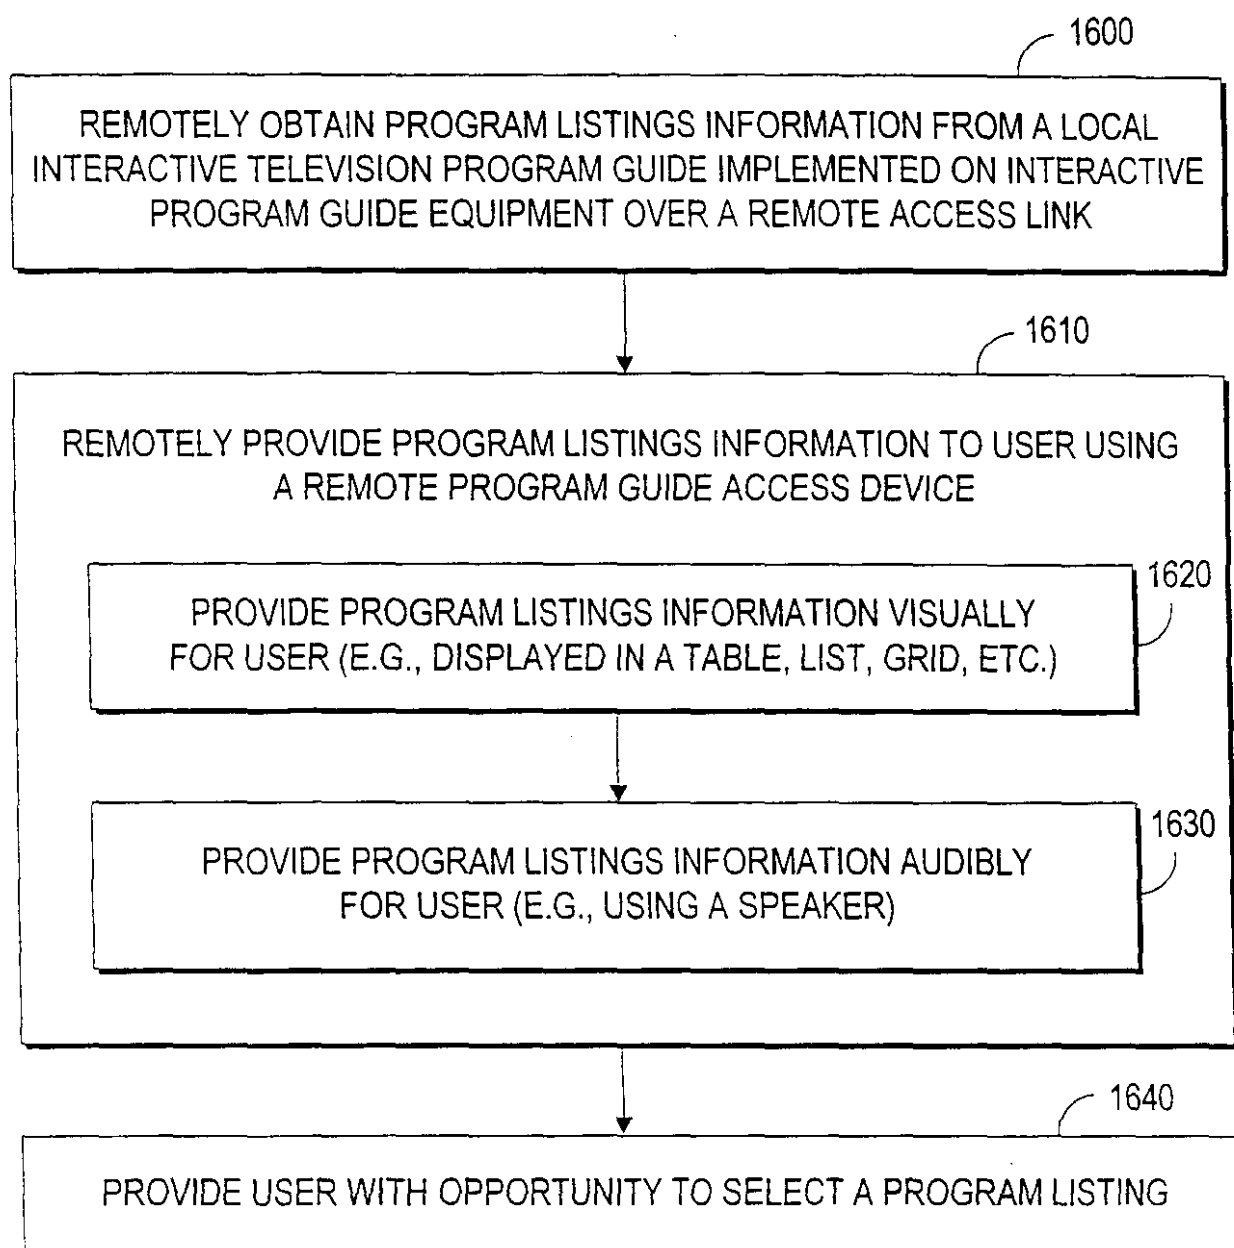 1600
REMOTELY OBTAIN PROGRAM LISTINGS INFORMATION FROM A LOCAL
INTERACTIVE TELEVISION PROGRAM GUIDE IMPLEMENTED ON INTERACTIVE
PROGRAM GUIDE EQUIPMENT OVER A REMOTE ACCESS LINK
1610
REMOTELY PROVIDE PROGRAM LISTINGS INFORMATION TO USER USING
A REMOTE PROGRAM GUIDE ACCESS DEVICE
1620
PROVIDE PROGRAM LISTINGS INFORMATION VISUALLY
FOR USER (E.G., DISPLAYED IN A TABLE, LIST, GRID, ETC.)
1630
PROVIDE PROGRAM LISTINGS INFORMATION AUDIBLY
FOR USER (E.G., USING A SPEAKER)
1640
PROVIDE USER WITH OPPORTUNITY TO SELECT A PROGRAM LISTING